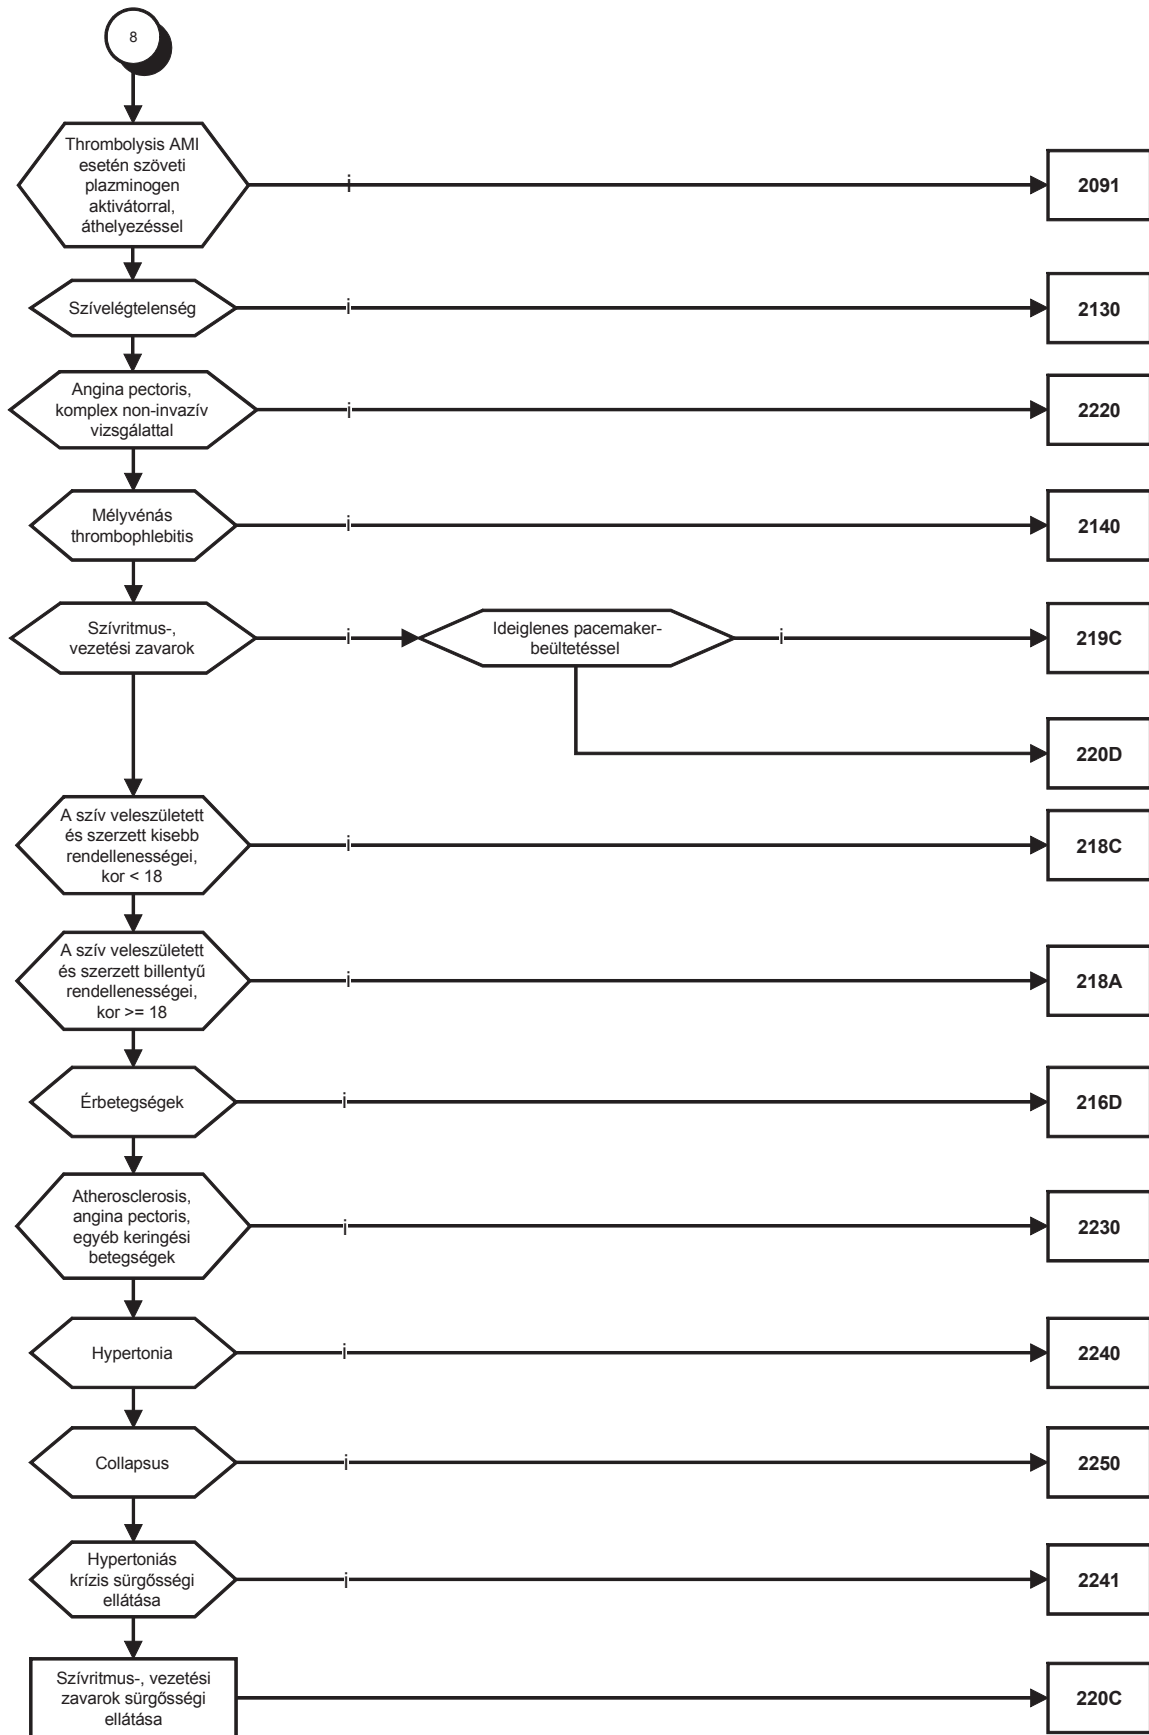 8
Thrombolysis AMI
esetén szöveti
plazminogen
aktivátorral,
áthelyezéssel
i
2091
Szívelégtelenség
i
2130
Angina pectoris,
komplex non-invazív
vizsgálattal
i
2220
Mélyvénás
thrombophlebitis
i
2140
Szívritmus-,
vezetési zavarok
i
Ideiglenes pacemaker-
beültetéssel
i
219C
220D
A szív veleszületett
és szerzett kisebb
rendellenességei,
kor < 18
i
218C
A szív veleszületett
és szerzett billentyű
rendellenességei,
kor >= 18
i
218A
Érbetegségek
i
216D
Atherosclerosis,
angina pectoris,
egyéb keringési
betegségek
i
2230
Hypertonia
i
2240
Collapsus
i
2250
Hypertoniás
krízis sürgősségi
ellátása
i
2241
Szívritmus-, vezetési
zavarok sürgősségi
ellátása
220C